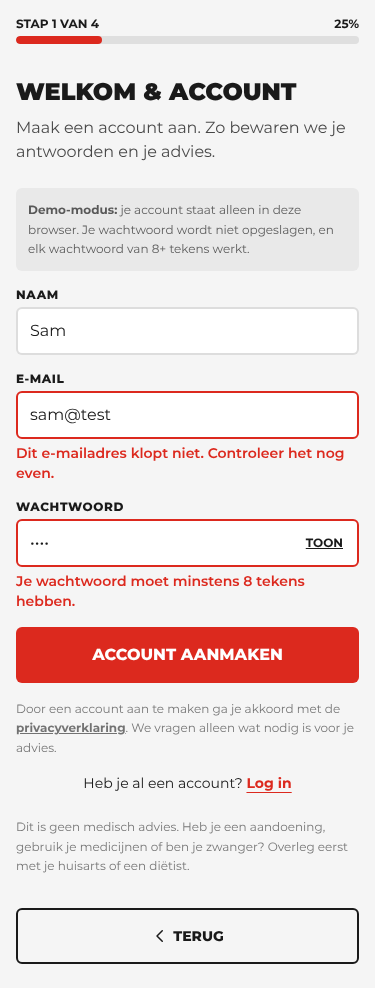 STAP 1 VAN 4 25%
WELKOM & ACCOUNT
Maak een account aan. Zo bewaren we je
antwoorden en je advies.
Demo-modus: je account staat alleen in deze
browser. Je wachtwoord wordt niet opgeslagen, en
elk wachtwoord van 8+ tekens werkt.
NAAM
Sam
E-MAIL
sam@test
Dit e-mailadres klopt niet. Controleer het nog
even.
WACHTWOORD
•••• TOON
Je wachtwoord moet minstens 8 tekens
hebben.
ACCOUNT AANMAKEN
Door een account aan te maken ga je akkoord met de
privacyverklaring. We vragen alleen wat nodig is voor je
advies.
Heb je al een account? Log in
Dit is geen medisch advies. Heb je een aandoening,
gebruik je medicijnen of ben je zwanger? Overleg eerst
met je huisarts of een diëtist.
TERUG